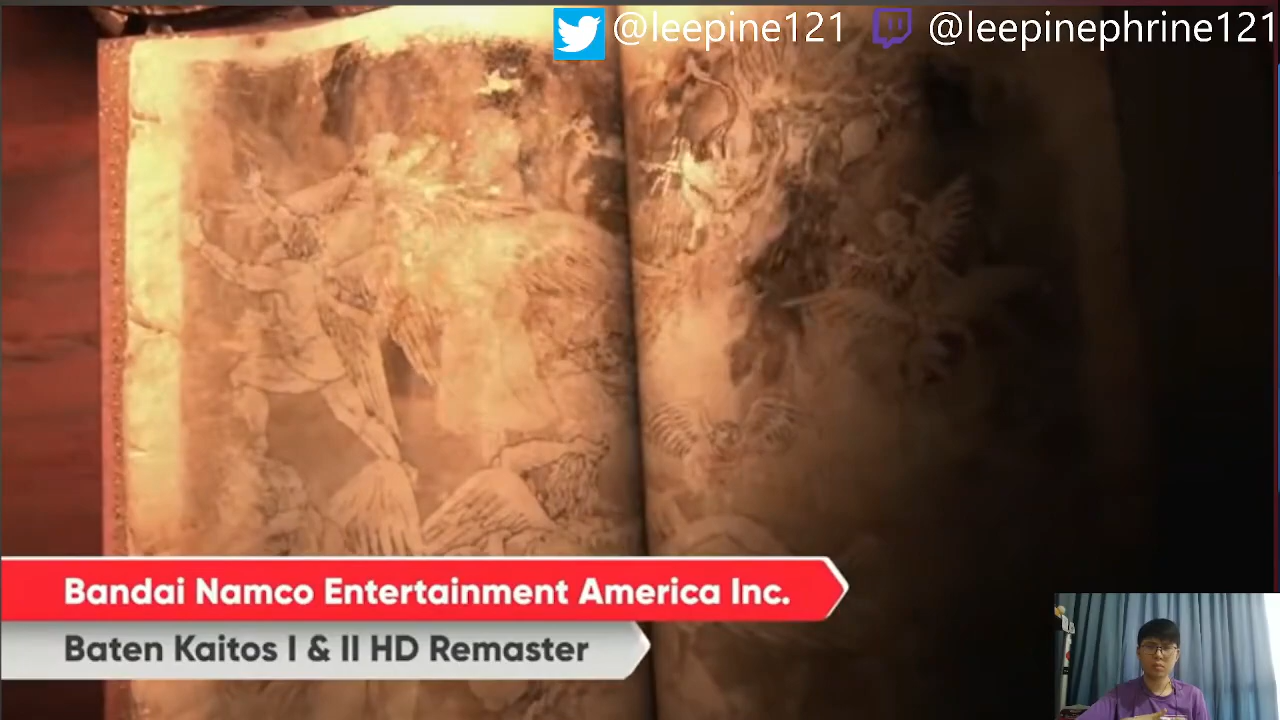 @leepine121 @leepinephrine121
Bandai Namco Entertainment America Inc.
Baten Kaitos I & II HD Remaster